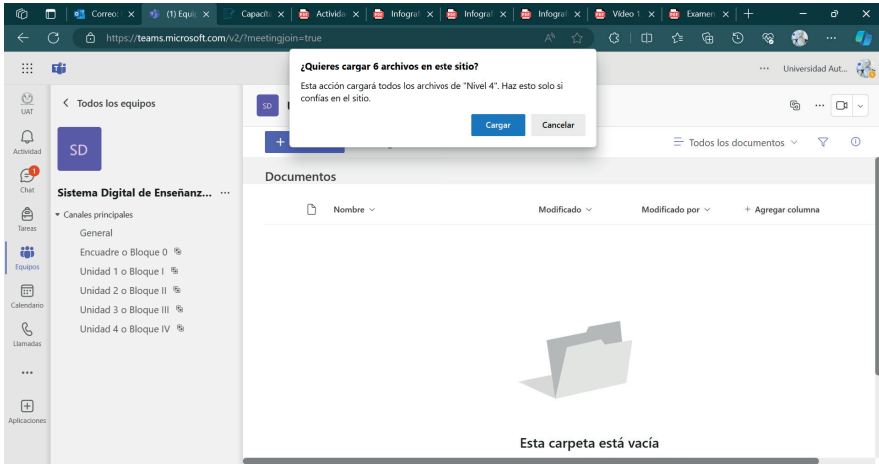 Correo:
(1) Equip
Capacita
Activida
Infograf
Infograf
Infograf
Video 1
Examen
https://teams.microsoft.com/v2/?meetingjoin=true
¿Quieres cargar 6 archivos en este sitio?
Esta acción cargará todos los archivos de "Nivel 4". Haz esto solo si
confías en el sitio.
Cargar
Cancelar
Universidad Aut...
UAT
Actividad
Chat
1
Tareas
Equipos
Calendario
Llamadas
Aplicaciones
Todos los equipos
SD
Sistema Digital de Enseñanz...
Canales principales
General
Encuadre o Bloque 0
Unidad 1 o Bloque I
Unidad 2 o Bloque II
Unidad 3 o Bloque III
Unidad 4 o Bloque IV
SD
Todos los documentos
Documentos
Nombre
Modificado
Modificado por
+ Agregar columna
Esta carpeta está vacía